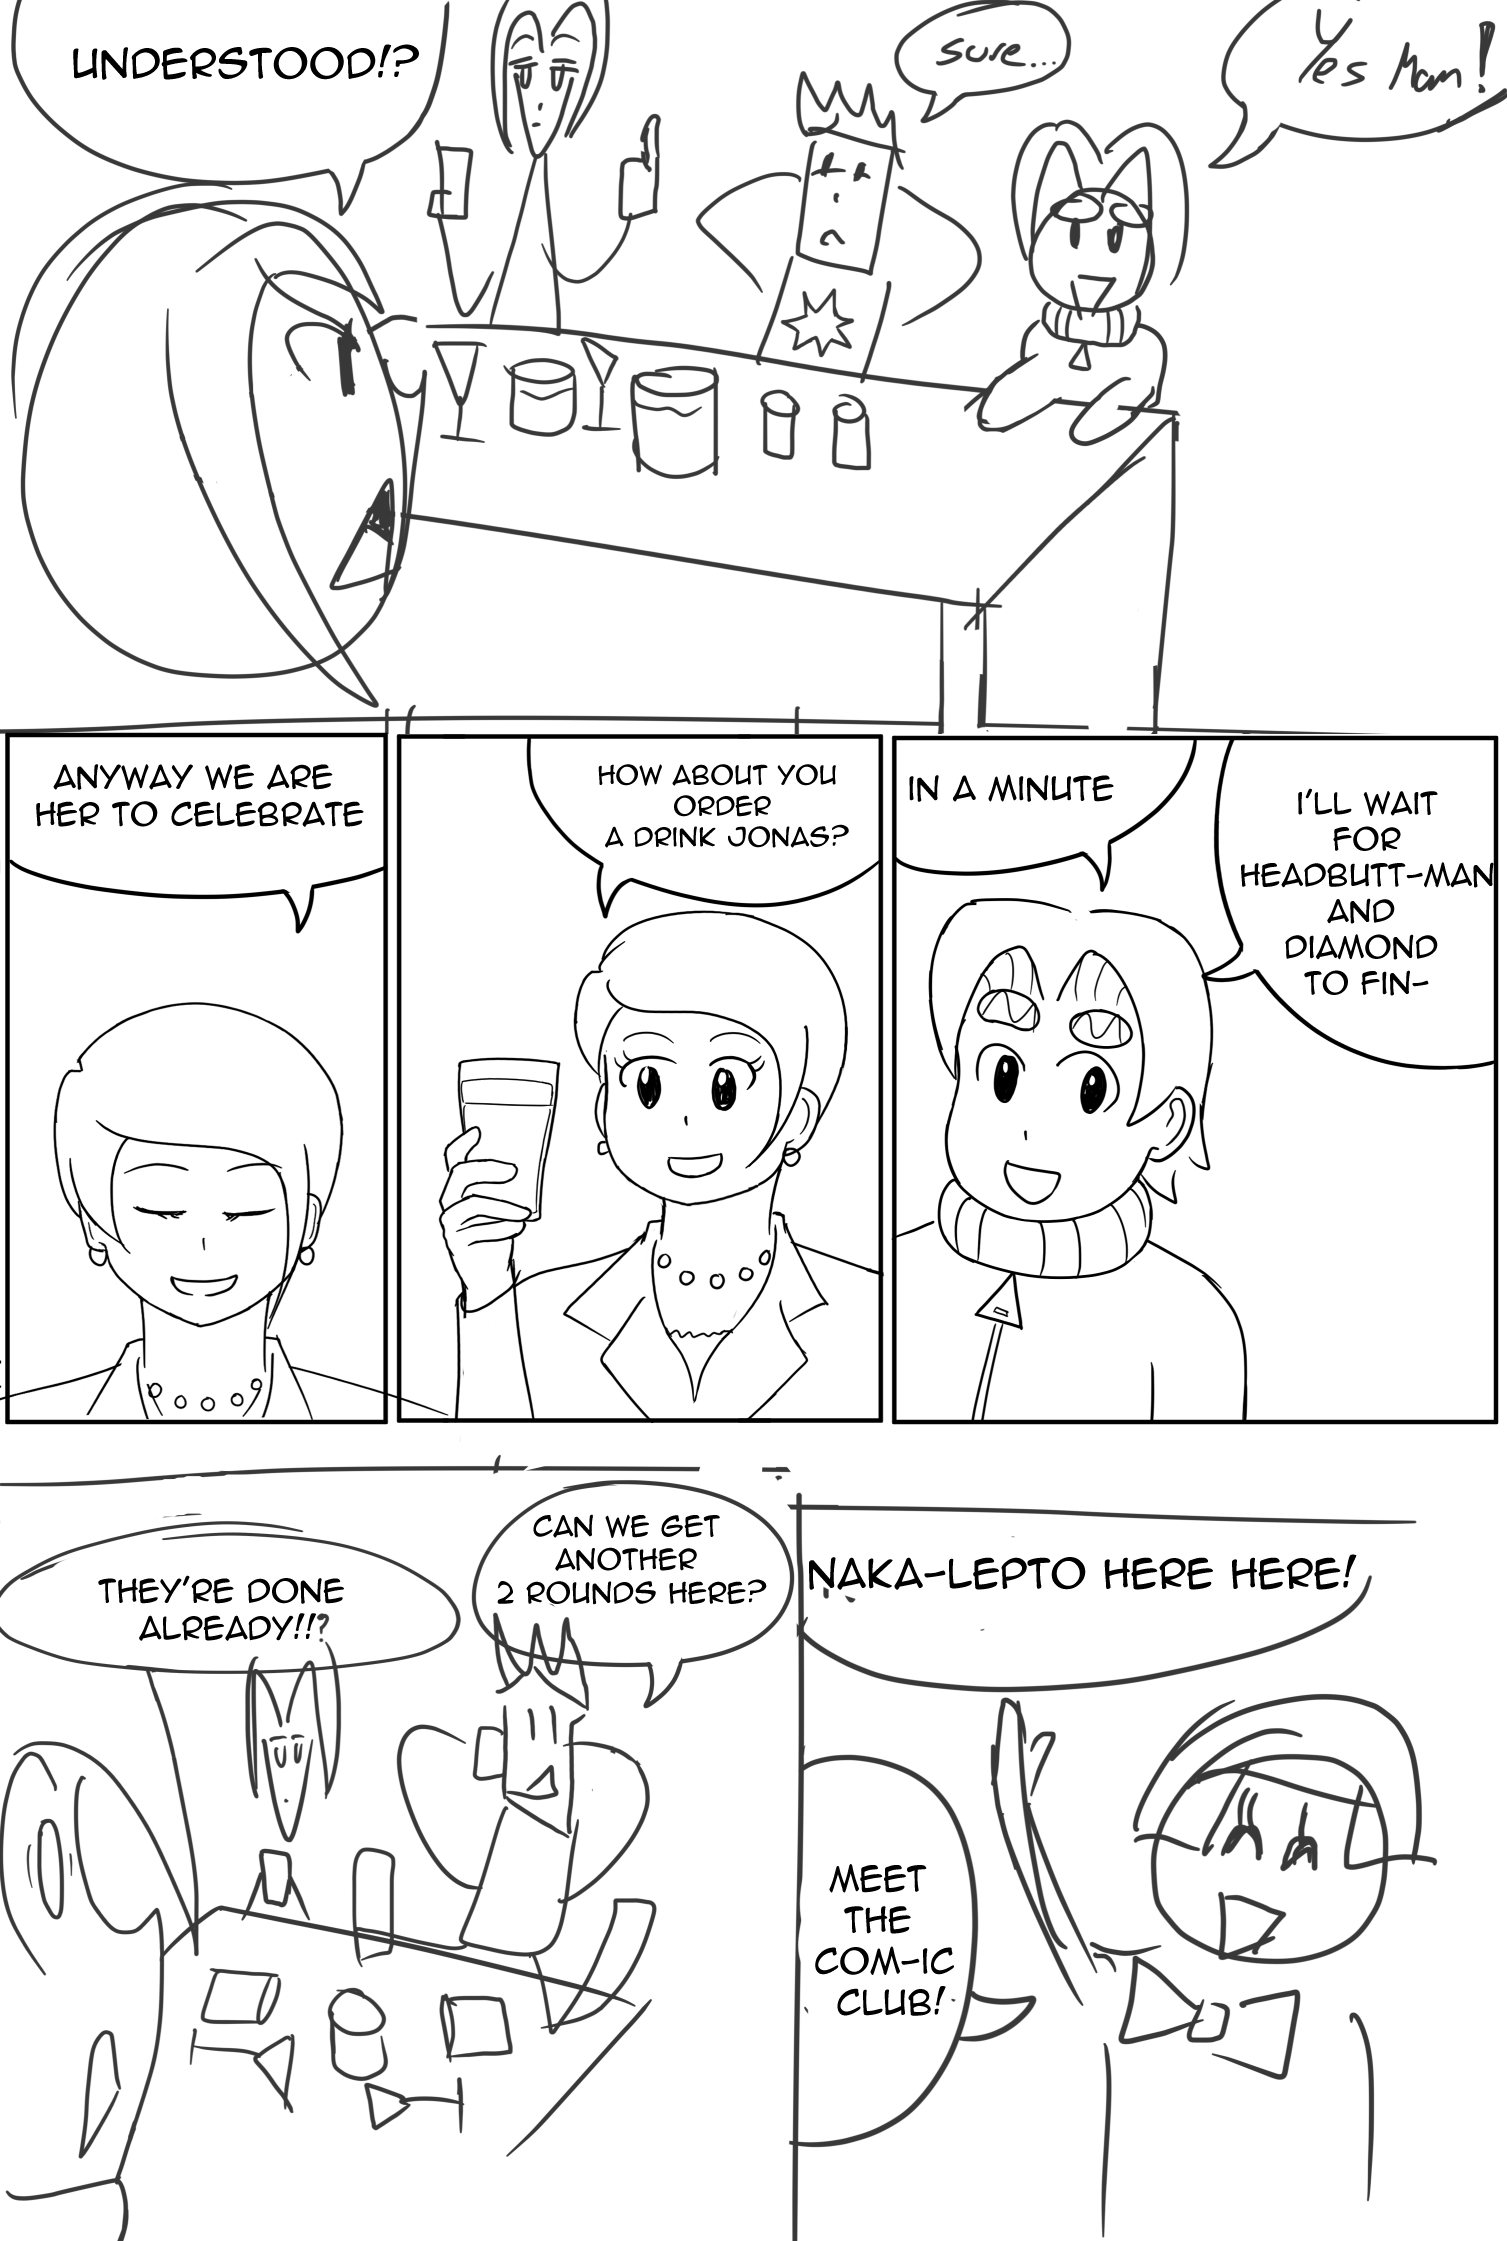 UNDERSTOOD!?
sure...
Yes Mam!
ANYWAY WE ARE
HER TO CELEBRATE
HOW ABOUT YOU
ORDER
A DRINK JONAS?
IN A MINUTE
I'LL WAIT
FOR
HEADBUTT-MAN
AND
DIAMOND
TO FIN-
THEY'RE DONE
ALREADY!!?
CAN WE GET
ANOTHER
2 ROUNDS HERE?
NAKA-LEPTO HERE HERE!
MEET
THE
COM-IC
CLUB!